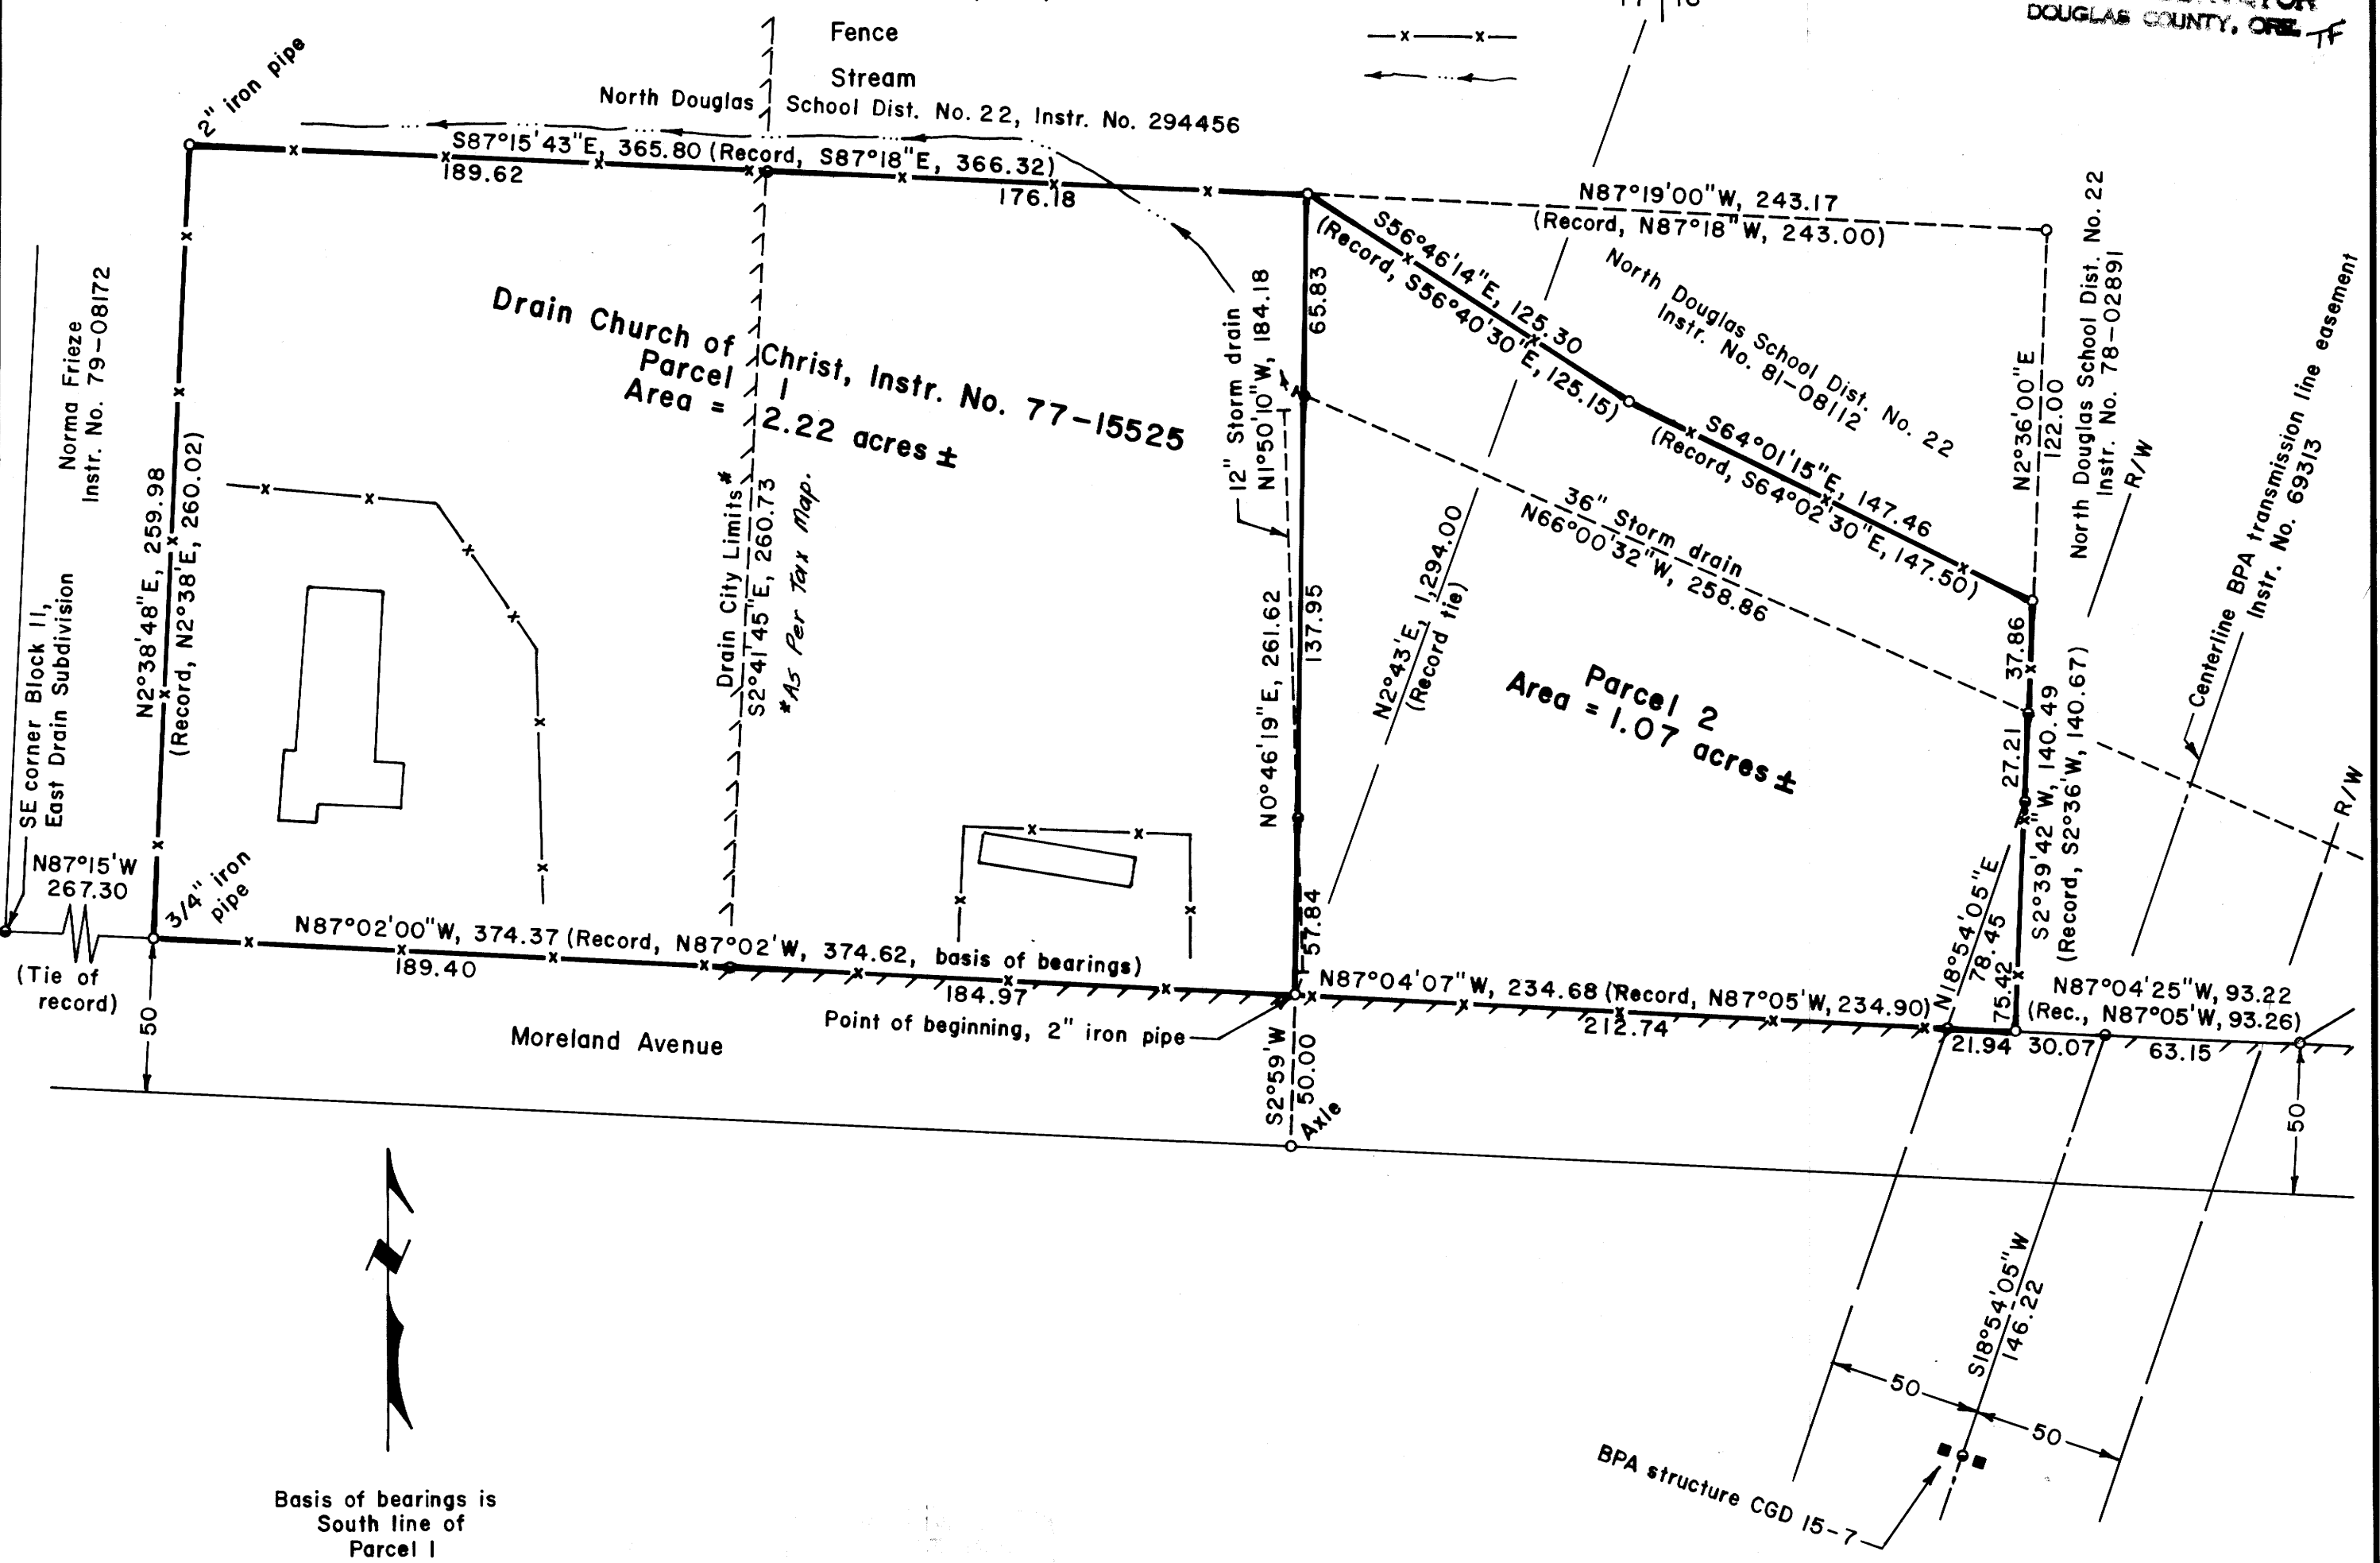 DOUGLAS COUNTY, ORE. TF
Fence
Stream
2" iron pipe
North Douglas School Dist. No. 22, Instr. No. 294456
S87°15'43"E, 365.80 (Record, S87°18"E, 366.32)
189.62
176.18
N87°19'00"W, 243.17
(Record, N87°18"W, 243.00)
S56°46'14"E, 125.30
(Record, S56°40'30"E, 125.15)
North Douglas School Dist. No. 22
Instr. No. 81-08112
S64°01'15"E, 147.46
(Record, S64°02'30"E, 147.50)
N2°36'00"E
122.00
North Douglas School Dist. No. 22
Instr. No. 78-02891
R/W
Centerline BPA transmission line easement
Instr. No. 69313
R/W
Norma Frieze
Instr. No. 79-08172
SE corner Block 11,
East Drain Subdivision
N2°38'48"E, 259.98
(Record, N2°38'E, 260.02)
Drain Church of Christ, Instr. No. 77-15525
Parcel 1
Area = 2.22 acres ±
Drain City Limits*
S2°41'45"E, 260.73
*As Per Tax Map.
12" Storm drain
N1°50'10"W, 184.18
65.83
N0°46'19"E, 261.62
137.95
57.84
36" Storm drain
N66°00'32"W, 258.86
N2°43'E, 1,294.00
(Record tie)
Parcel 2
Area = 1.07 acres ±
37.86
27.21
S2°39'42"W, 140.49
(Record, S2°36'W, 140.67)
N18°54'05"E
78.45
75.42
N87°15'W
267.30
(Tie of
record)
3/4" iron
pipe
N87°02'00"W, 374.37 (Record, N87°02'W, 374.62, basis of bearings)
189.40
184.97
N87°04'07"W, 234.68 (Record, N87°05'W, 234.90)
212.74
21.94
N87°04'25"W, 93.22
(Rec., N87°05'W, 93.26)
30.07
63.15
50
Moreland Avenue
Point of beginning, 2" iron pipe
S2°59'W
50.00
Axle
50
S18°54'05"W
146.22
50
50
BPA structure CGD 15-7
Basis of bearings is
South line of
Parcel 1